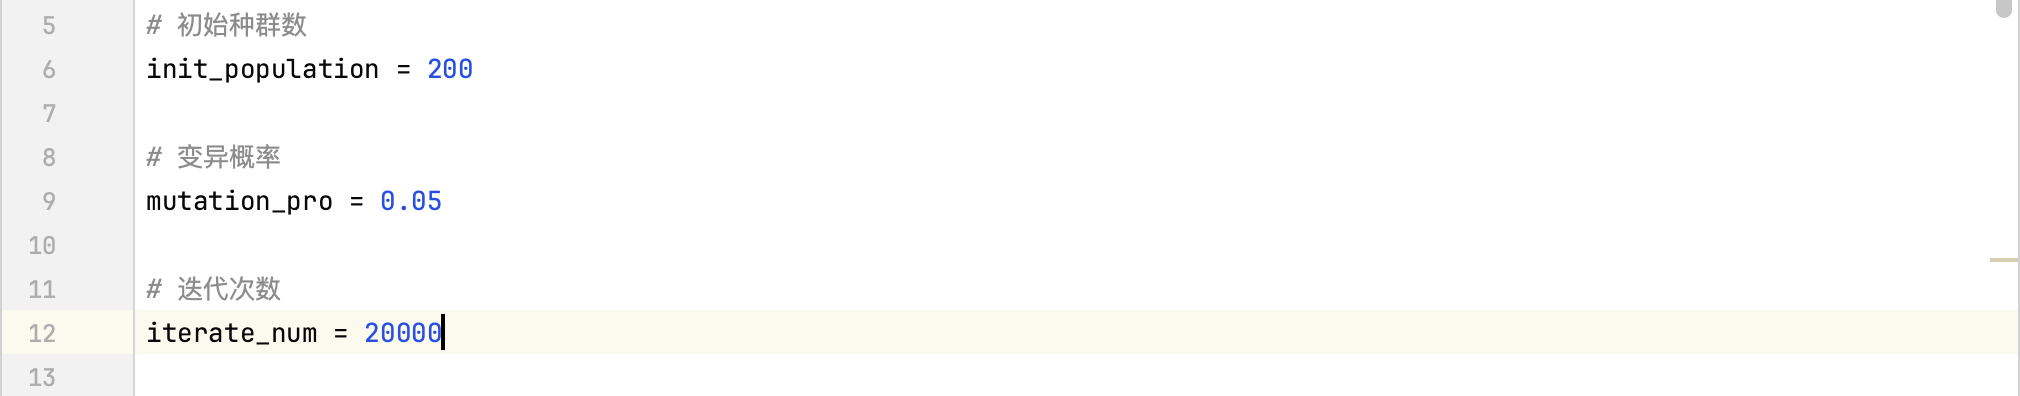 5 # 初始种群数
6 init_population = 200
7
8 # 变异概率
9 mutation_pro = 0.05
10
11 # 迭代次数
12 iterate_num = 20000
13